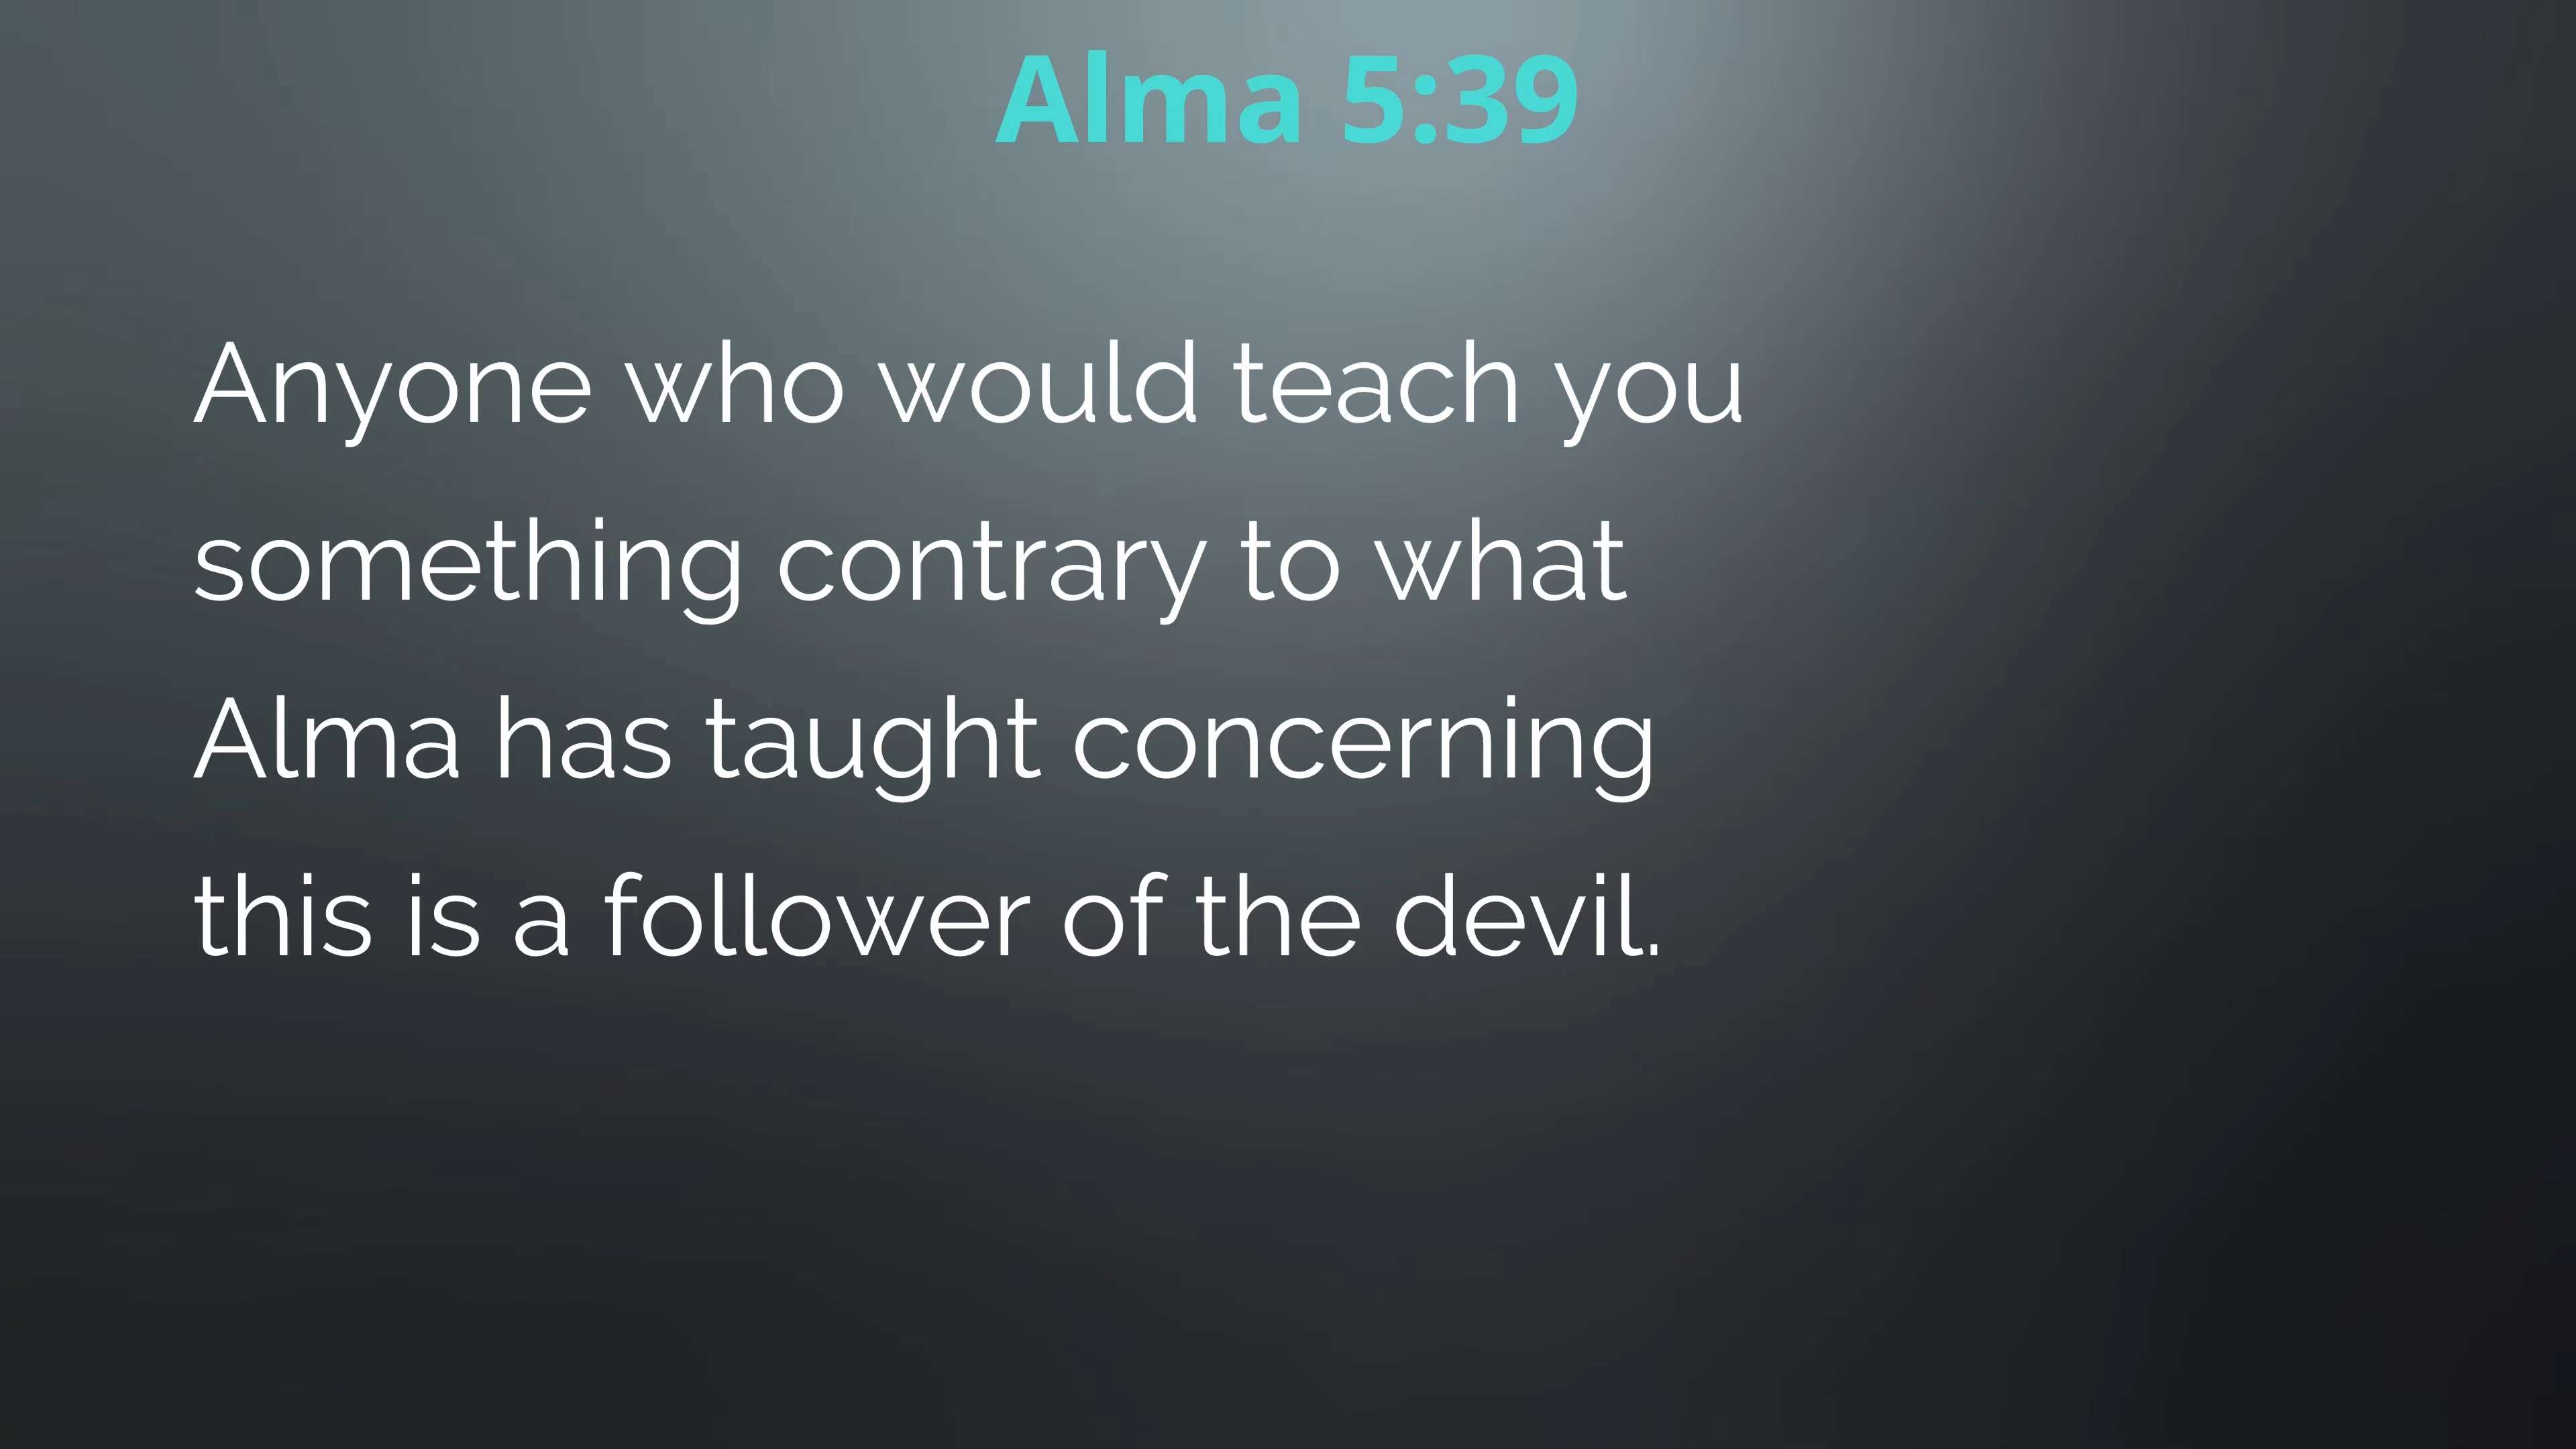 Alma 5:39
Anyone who would teach you
something contrary to what
Alma has taught concerning
this is a follower of the devil.